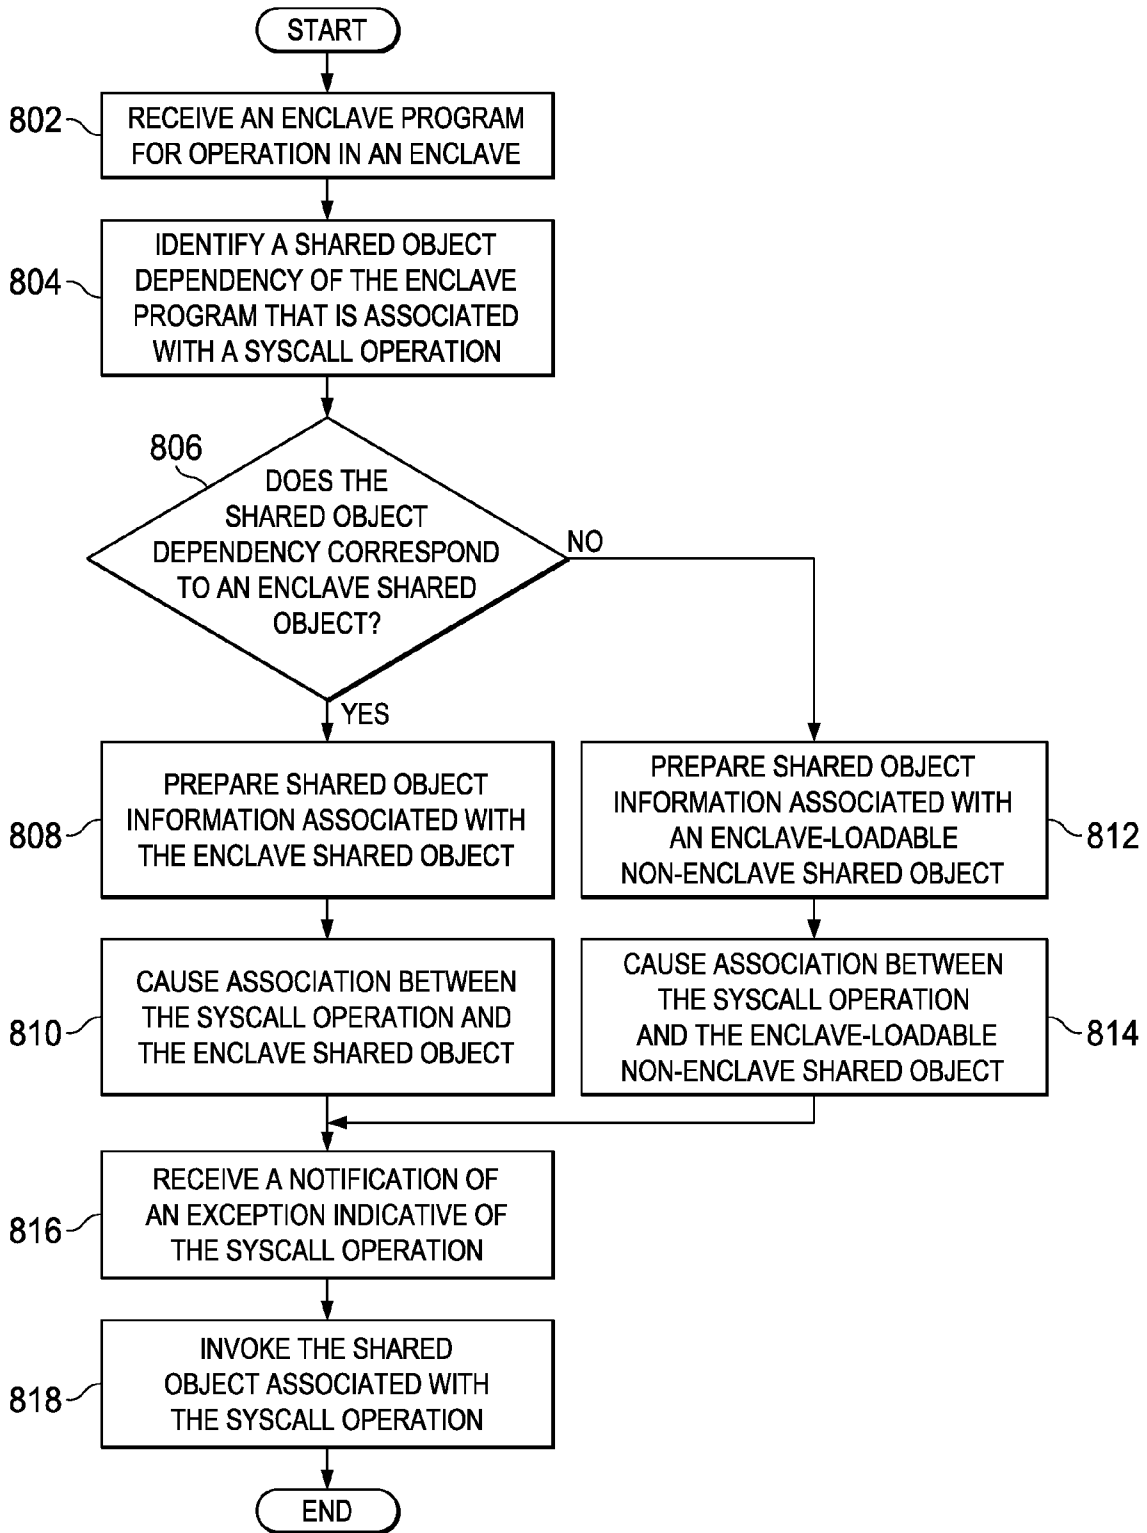 START
802
RECEIVE AN ENCLAVE PROGRAM
FOR OPERATION IN AN ENCLAVE
804
IDENTIFY A SHARED OBJECT
DEPENDENCY OF THE ENCLAVE
PROGRAM THAT IS ASSOCIATED
WITH A SYSCALL OPERATION
806
DOES THE
SHARED OBJECT
DEPENDENCY CORRESPOND
TO AN ENCLAVE SHARED
OBJECT?
NO
YES
808
PREPARE SHARED OBJECT
INFORMATION ASSOCIATED WITH
THE ENCLAVE SHARED OBJECT
PREPARE SHARED OBJECT
INFORMATION ASSOCIATED WITH
AN ENCLAVE-LOADABLE
NON-ENCLAVE SHARED OBJECT
812
810
CAUSE ASSOCIATION BETWEEN
THE SYSCALL OPERATION AND
THE ENCLAVE SHARED OBJECT
CAUSE ASSOCIATION BETWEEN
THE SYSCALL OPERATION
AND THE ENCLAVE-LOADABLE
NON-ENCLAVE SHARED OBJECT
814
816
RECEIVE A NOTIFICATION OF
AN EXCEPTION INDICATIVE OF
THE SYSCALL OPERATION
818
INVOKE THE SHARED
OBJECT ASSOCIATED WITH
THE SYSCALL OPERATION
END